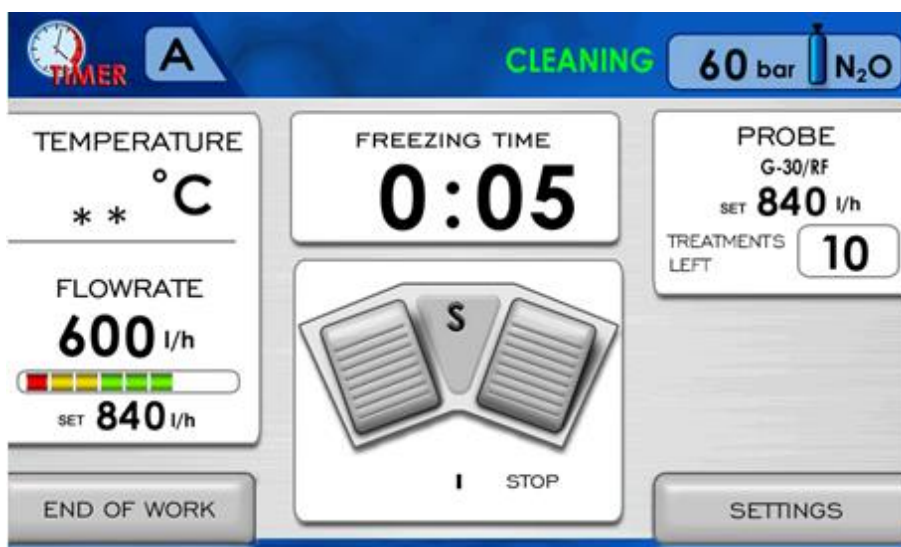 TIMER A CLEANING 60 bar N₂O
TEMPERATURE
** °C
FLOWRATE
600 l/h
SET 840 l/h
FREEZING TIME
0:05
S
I STOP
PROBE
G-30/RF
SET 840 l/h
TREATMENTS
LEFT 10
END OF WORK
SETTINGS